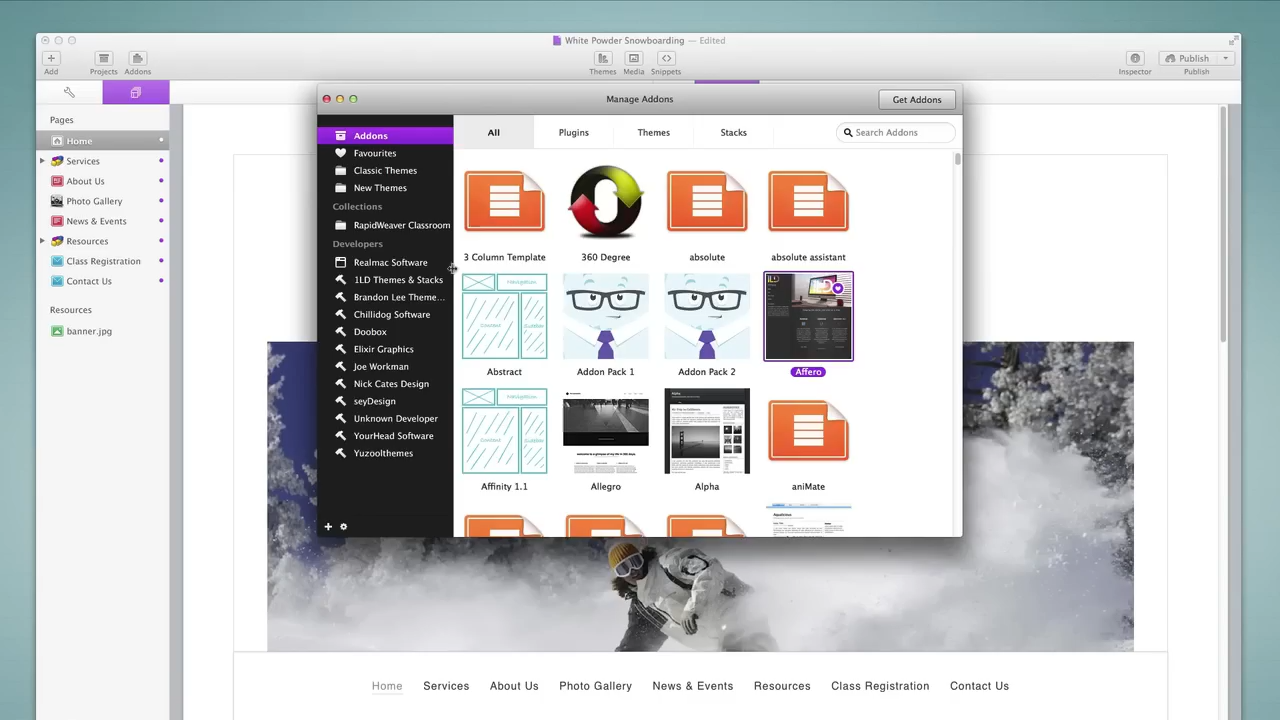 White Powder Snowboarding — Edited
Add
Projects
Addons
Themes
Media
Snippets
Inspector
Publish
Publish
Pages
Home
Services
About Us
Photo Gallery
News & Events
Resources
Class Registration
Contact Us
Resources
banner.jpg
Manage Addons
Get Addons
Addons
Favourites
Classic Themes
New Themes
Collections
RapidWeaver Classroom
Developers
Realmac Software
1LD Themes & Stacks
Brandon Lee Theme...
Chillidog Software
Doobox
Elixir Graphics
Joe Workman
Nick Cates Design
seyDesign
Unknown Developer
YourHead Software
Yuzoolthemes
All
Plugins
Themes
Stacks
Search Addons
3 Column Template
360 Degree
absolute
absolute assistant
Abstract
Addon Pack 1
Addon Pack 2
Affero
Affinity 1.1
Allegro
Alpha
aniMate
Home
Services
About Us
Photo Gallery
News & Events
Resources
Class Registration
Contact Us